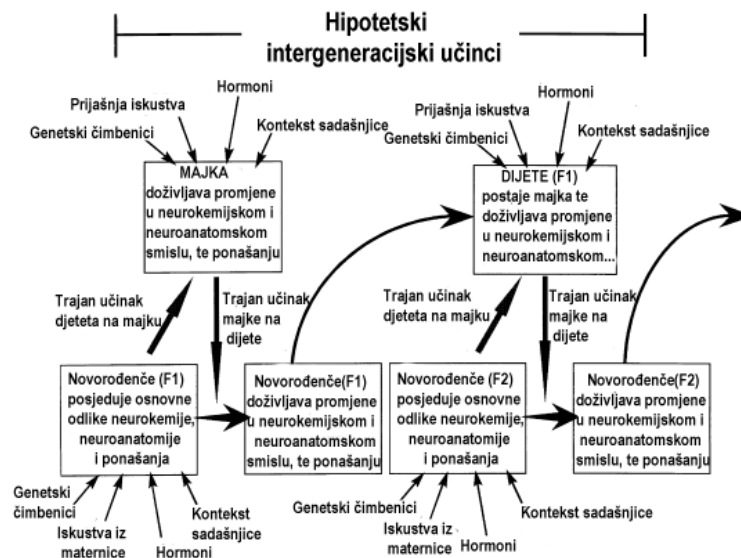 Hipotetski
intergeneracijski učinci
Hormoni
Prijašnja iskustva
Genetski čimbenici
Kontekst sadašnjice
MAJKA
doživljava promjene
u neurokemijskom i
neuroanatomskom
smislu, te ponašanju
Hormoni
Prijašnja iskustva
Genetski čimbenici
Kontekst sadašnjice
DIJETE (F1)
postaje majka te
doživljava promjene
u neurokemijskom i
neuroanatomskom...
Trajan učinak
djeteta na majku
Trajan učinak
majke na
dijete
Trajan učinak
djeteta na majku
Trajan učinak
majke na
dijete
Novorođenče (F1)
posjeduje osnovne
odlike neurokemije,
neuroanatomije
i ponašanja
Novorođenče(F1)
doživljava promjene
u neurokemijskom i
neuroanatomskom
smislu, te ponašanju
Novorođenče (F2)
posjeduje osnovne
odlike neurokemije,
neuroanatomije
i ponašanja
Novorođenče(F2)
doživljava promjene
u neurokemijskom i
neuroanatomskom
smislu, te ponašanju
Genetski
čimbenici
Iskustva iz
maternice
Hormoni
Kontekst
sadašnjice
Genetski
čimbenici
Iskustva iz
maternice
Hormoni
Kontekst sadašnjice